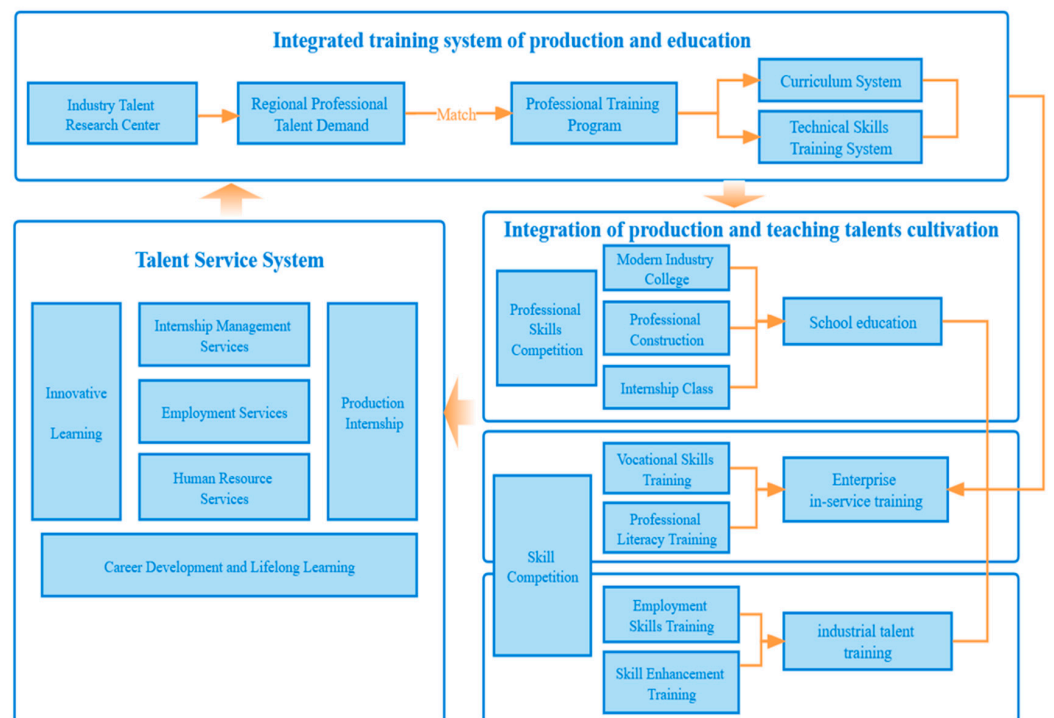 Integrated training system of production and education
Industry Talent
Research Center
Regional Professional
Talent Demand
Match
Professional Training
Program
Curriculum System
Technical Skills
Training System
Talent Service System
Innovative
Learning
Internship Management
Services
Employment Services
Human Resource
Services
Production
Internship
Career Development and Lifelong Learning
Integration of production and teaching talents cultivation
Professional
Skills
Competition
Modern Industry
College
Professional
Construction
Internship Class
School education
Skill
Competition
Vocational Skills
Training
Professional
Literacy Training
Enterprise
in-service training
Employment
Skills Training
Skill Enhancement
Training
industrial talent
training